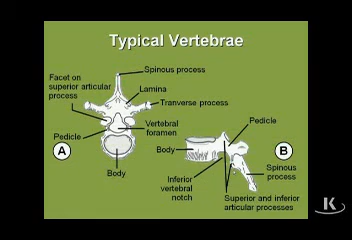 Typical Vertebrae
Spinous process
Facet on
superior articular
process
Lamina
Tranverse process
Pedicle
Vertebral
foramen
Pedicle
A
Body
B
Body
Spinous
process
Inferior
vertebral
notch
Superior and inferior
articular processes
K